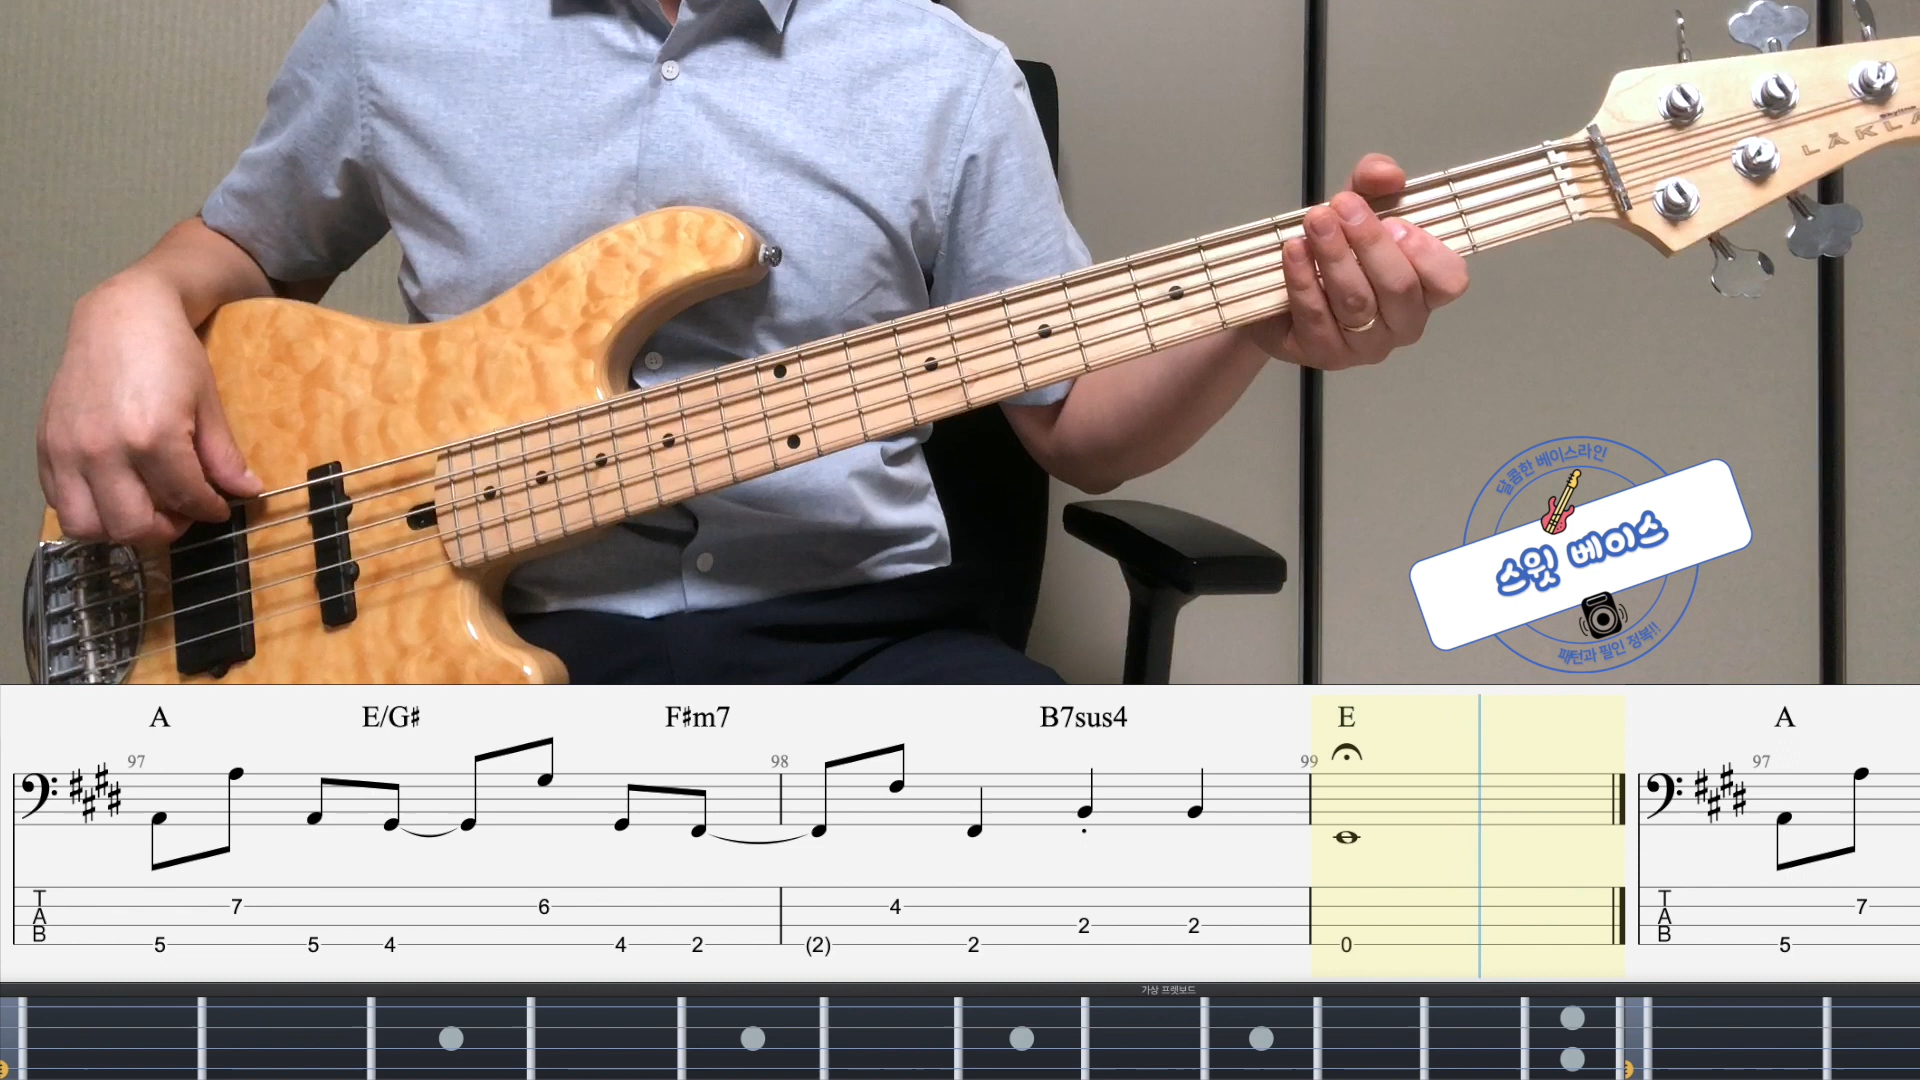 LAKLA
달콤한 베이스라인
스윗 베이스
패턴과 필인 정복!!
A E/G♯ F♯m7 B7sus4 E A
97 98 99 97
T 7 6 4 T 7
A 2 2 A
B 5 5 4 4 2 (2) 2 0 B 5
가상 프렛보드
E E